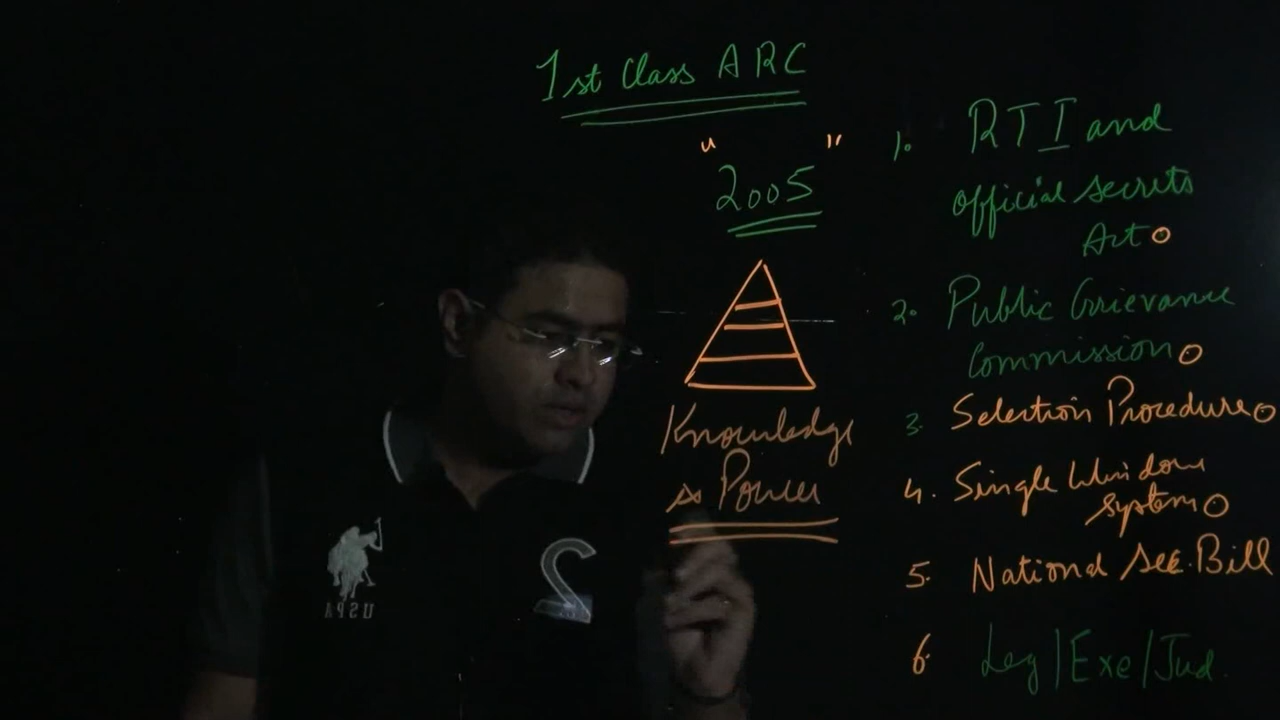 1st Class ARC
" 2005 "
Knowledge
is Power
1. RTI and
official secrets
Act
2. Public Grievance
Commission
3. Selection Procedure
4. Single Window
System
5. National Sec. Bill
6. Leg/Exe/Jud.
USPA
2